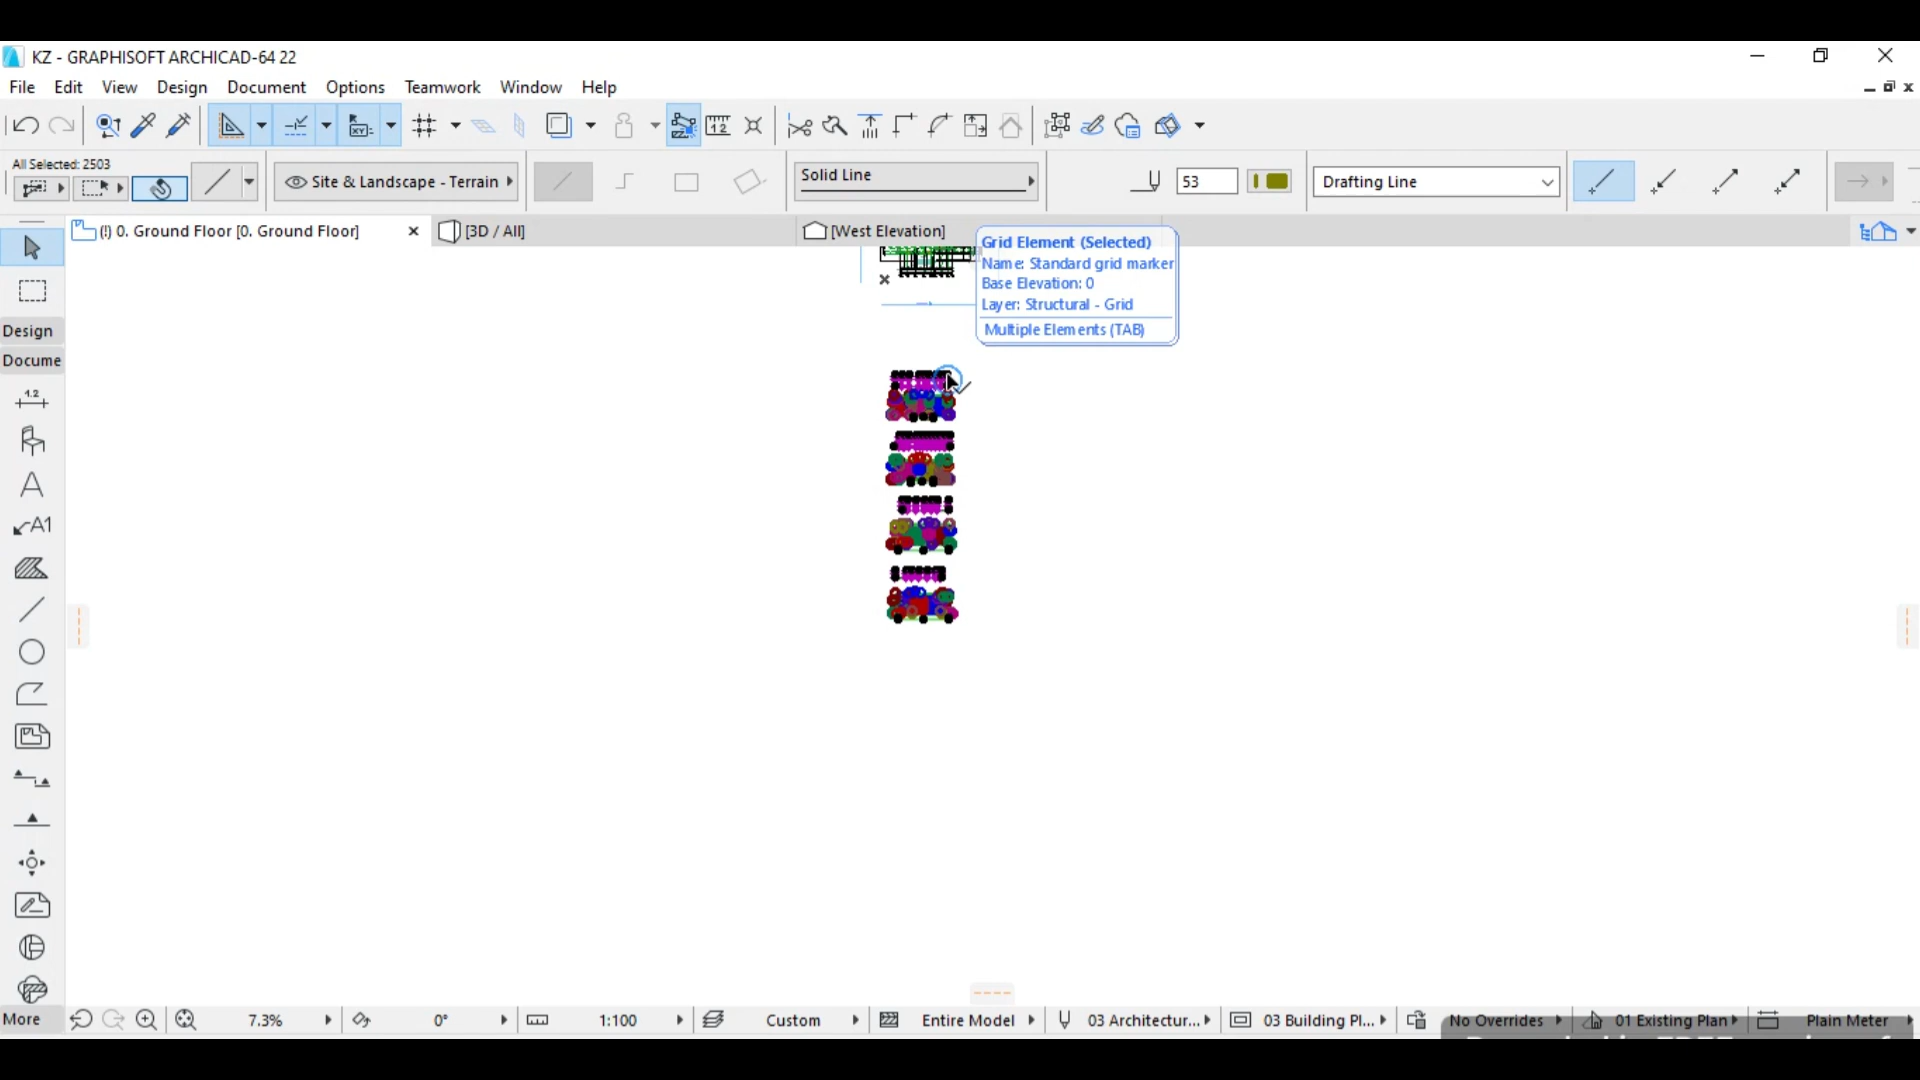 KZ - GRAPHISOFT ARCHICAD-64 22
File Edit View Design Document Options Teamwork Window Help
All Selected: 2503
Site & Landscape - Terrain
Solid Line
53
Drafting Line
(!) 0. Ground Floor [0. Ground Floor]
[3D / All]
[West Elevation]
Grid Element (Selected)
Name: Standard grid marker
Base Elevation: 0
Layer: Structural - Grid
Multiple Elements (TAB)
Design
Docume
1.2
A
A1
More
7.3%
0°
1:100
Custom
Entire Model
03 Architectur...
03 Building Pl...
No Overrides
01 Existing Plan
Plain Meter